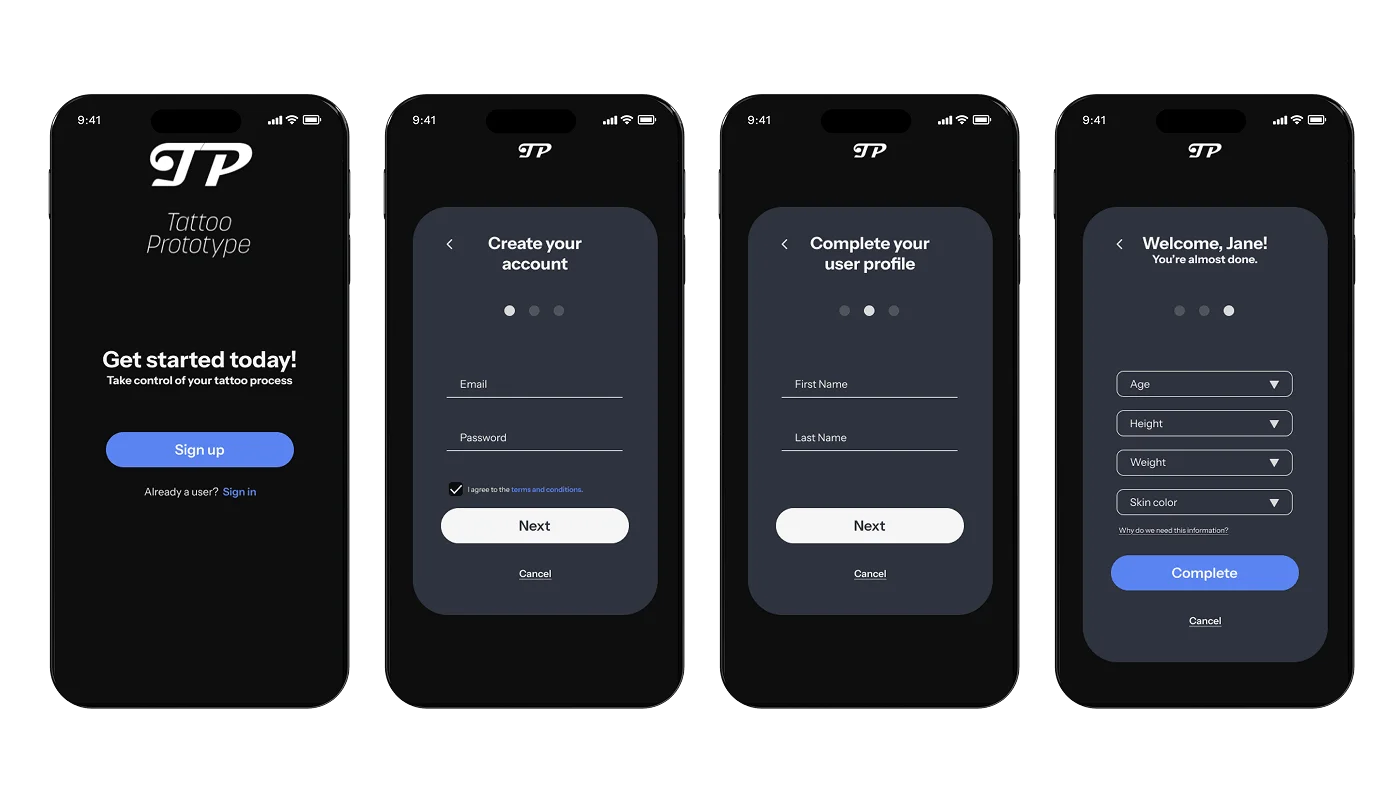 9:41
TP
Tattoo
Prototype
Get started today!
Take control of your tattoo process
Sign up
Already a user? Sign in
9:41
TP
Create your
account
Email
Password
I agree to the terms and conditions.
Next
Cancel
9:41
TP
Complete your
user profile
First Name
Last Name
Next
Cancel
9:41
TP
Welcome, Jane!
You're almost done.
Age
Height
Weight
Skin color
Why do we need this information?
Complete
Cancel